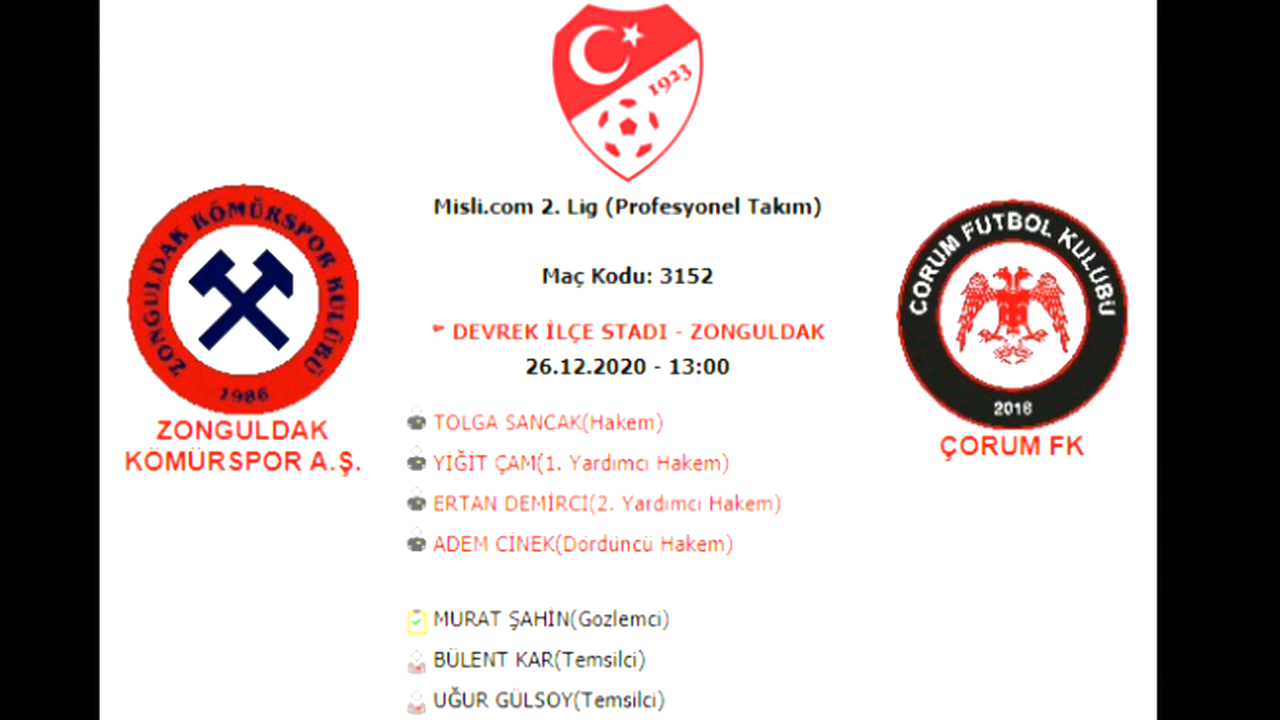 1923
Misli.com 2. Lig (Profesyonel Takım)
Maç Kodu: 3152
DEVREK İLÇE STADI - ZONGULDAK
26.12.2020 - 13:00
ZONGULDAK KÖMÜRSPOR KULÜBÜ
1986
ZONGULDAK
KÖMÜRSPOR A.Ş.
ÇORUM FUTBOL KULUBÜ
2016
ÇORUM FK
TOLGA SANCAK(Hakem)
YİĞİT ÇAM(1. Yardımcı Hakem)
ERTAN DEMİRCİ(2. Yardımcı Hakem)
ADEM CİNEK(Dördüncü Hakem)
MURAT ŞAHİN(Gozlemci)
BÜLENT KAR(Temsilci)
UĞUR GÜLSOY(Temsilci)